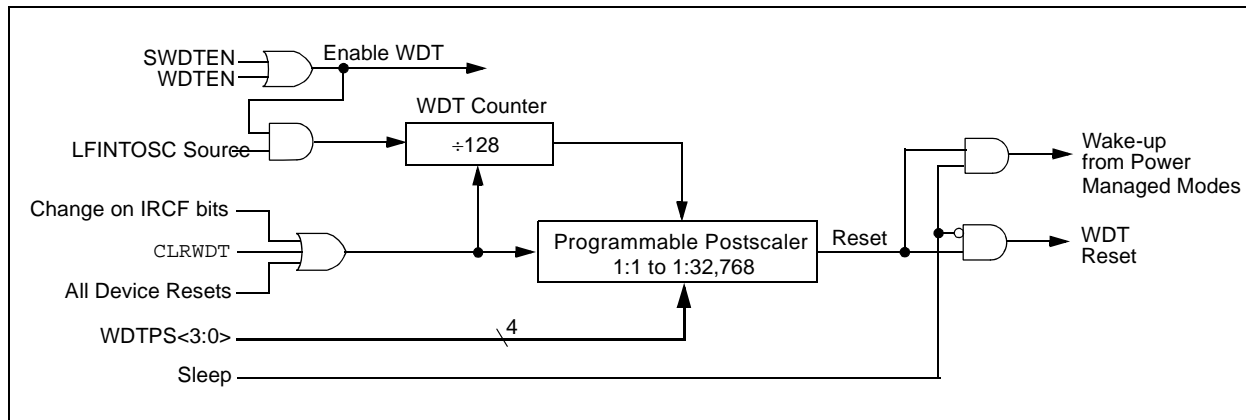 SWDTEN
WDTEN
Enable WDT
WDT Counter
÷128
LFINTOSC Source
Wake-up
from Power
Managed Modes
Change on IRCF bits
CLRWDT
All Device Resets
Programmable Postscaler
1:1 to 1:32,768
Reset
WDT
Reset
WDTPS<3:0>
4
Sleep